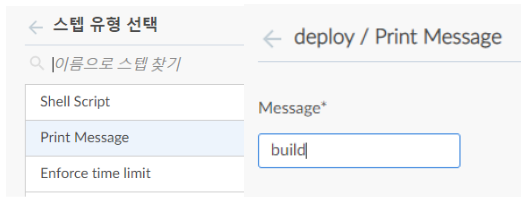 스텝 유형 선택
이름으로 스텝 찾기
Shell Script
Print Message
Enforce time limit
deploy / Print Message
Message*
build